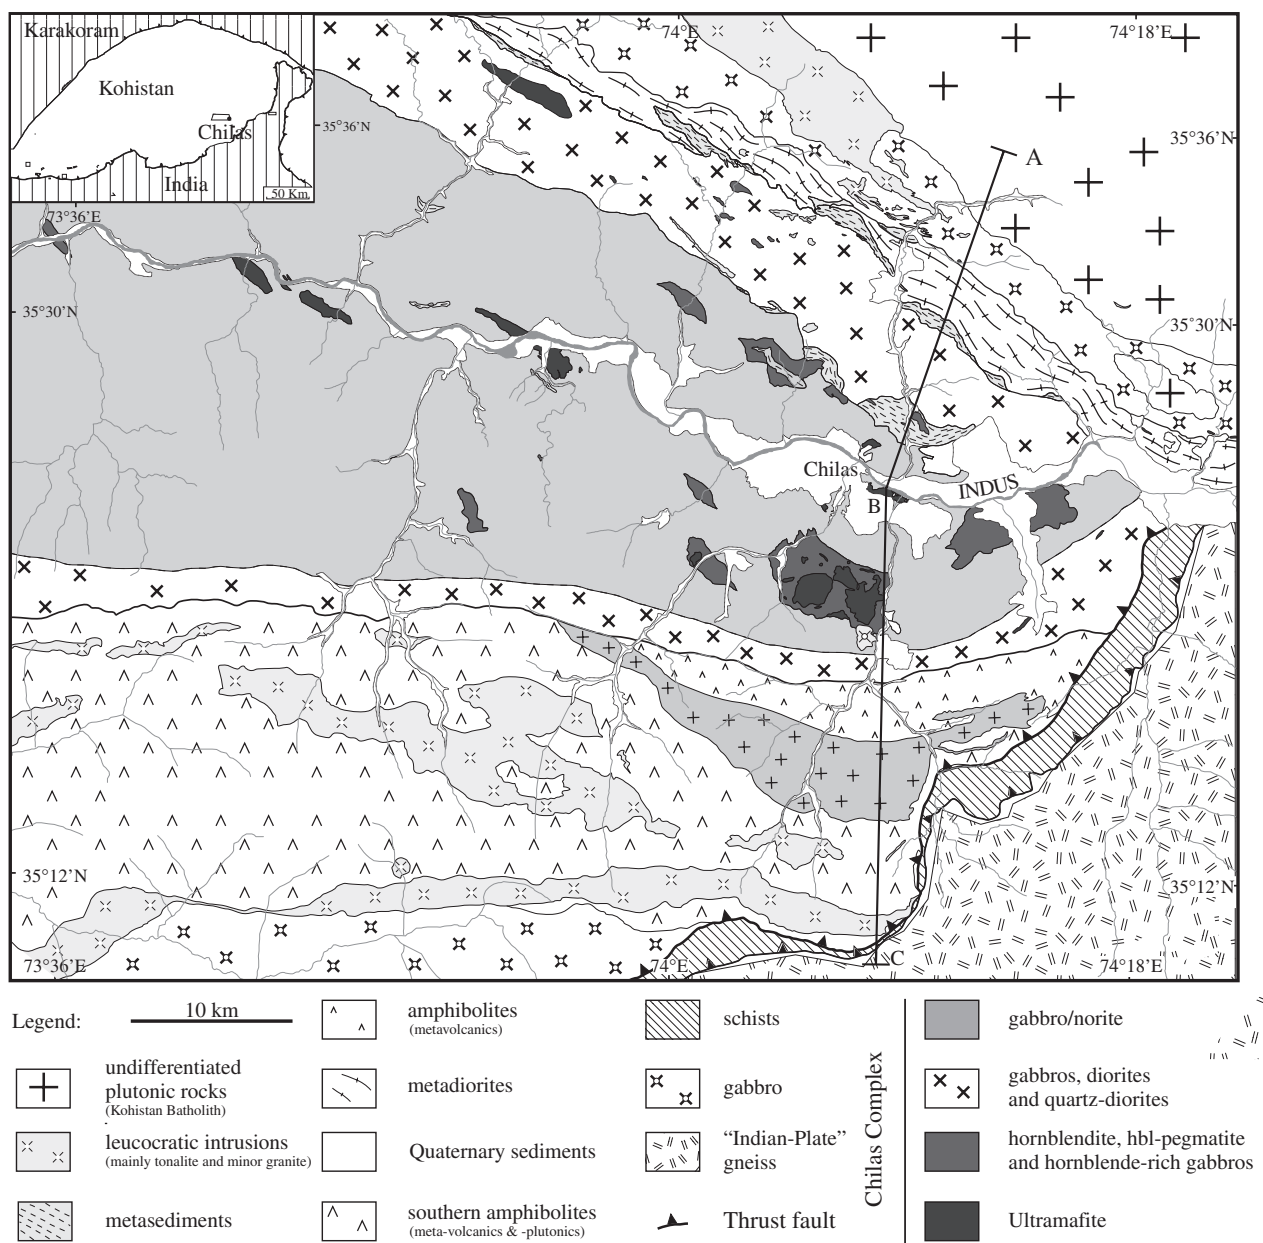 Karakoram
Kohistan
Chilas
India
50 Km
74°E
74°18’E
35°36’N
35°36’N
A
73°36’E
35°30’N
35°30’N
Chilas
INDUS
B
35°12’N
35°12’N
73°36’E
74°E
C
74°18’E
Legend:
10 km
undifferentiated
plutonic rocks
(Kohistan Batholith)
leucocratic intrusions
(mainly tonalite and minor granite)
metasediments
amphibolites
(metavolcanics)
metadiorites
Quaternary sediments
southern amphibolites
(meta-volcanics & -plutonics)
schists
gabbro
“Indian-Plate”
gneiss
Thrust fault
Chilas Complex
gabbro/norite
gabbros, diorites
and quartz-diorites
hornblendite, hbl-pegmatite
and hornblende-rich gabbros
Ultramafite